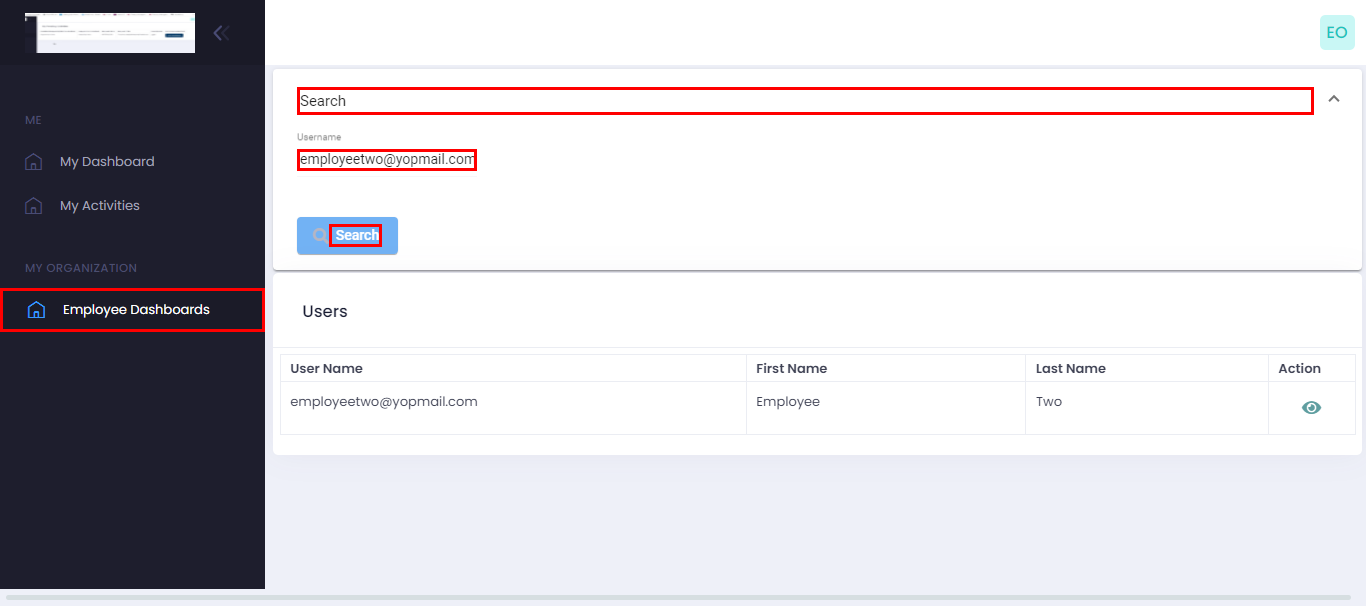 EO
ME
My Dashboard
My Activities
MY ORGANIZATION
Employee Dashboards
Search
Username
employeetwo@yopmail.com
Search
Users
User Name First Name Last Name Action
employeetwo@yopmail.com Employee Two